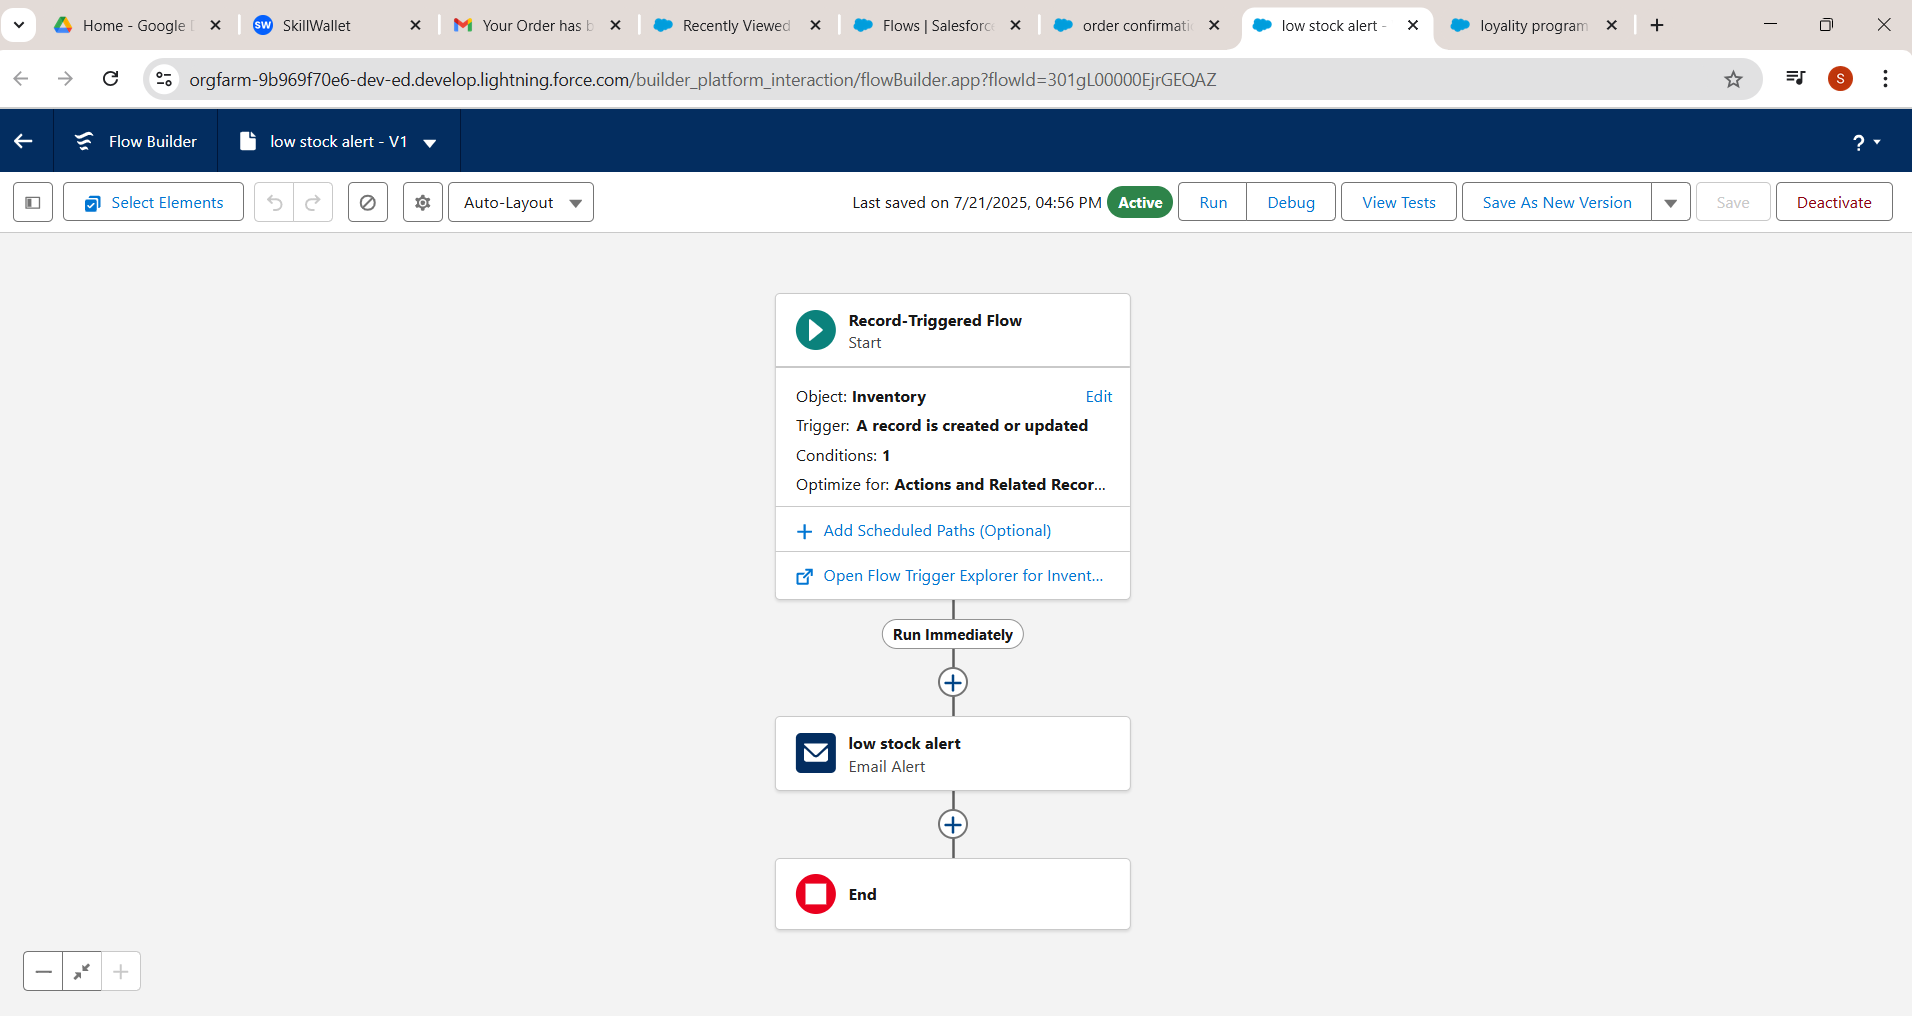 Home - Google
SkillWallet
Your Order has b
Recently Viewed
Flows | Salesforc
order confirmati
low stock alert -
loyality program
orgfarm-9b969f70e6-dev-ed.develop.lightning.force.com/builder_platform_interaction/flowBuilder.app?flowId=301gL00000EjrGEQAZ
S
Flow Builder
low stock alert - V1
?
Select Elements
Auto-Layout
Last saved on 7/21/2025, 04:56 PM
Active
Run
Debug
View Tests
Save As New Version
Save
Deactivate
Record-Triggered Flow
Start
Object: Inventory
Edit
Trigger: A record is created or updated
Conditions: 1
Optimize for: Actions and Related Recor...
Add Scheduled Paths (Optional)
Open Flow Trigger Explorer for Invent...
Run Immediately
low stock alert
Email Alert
End